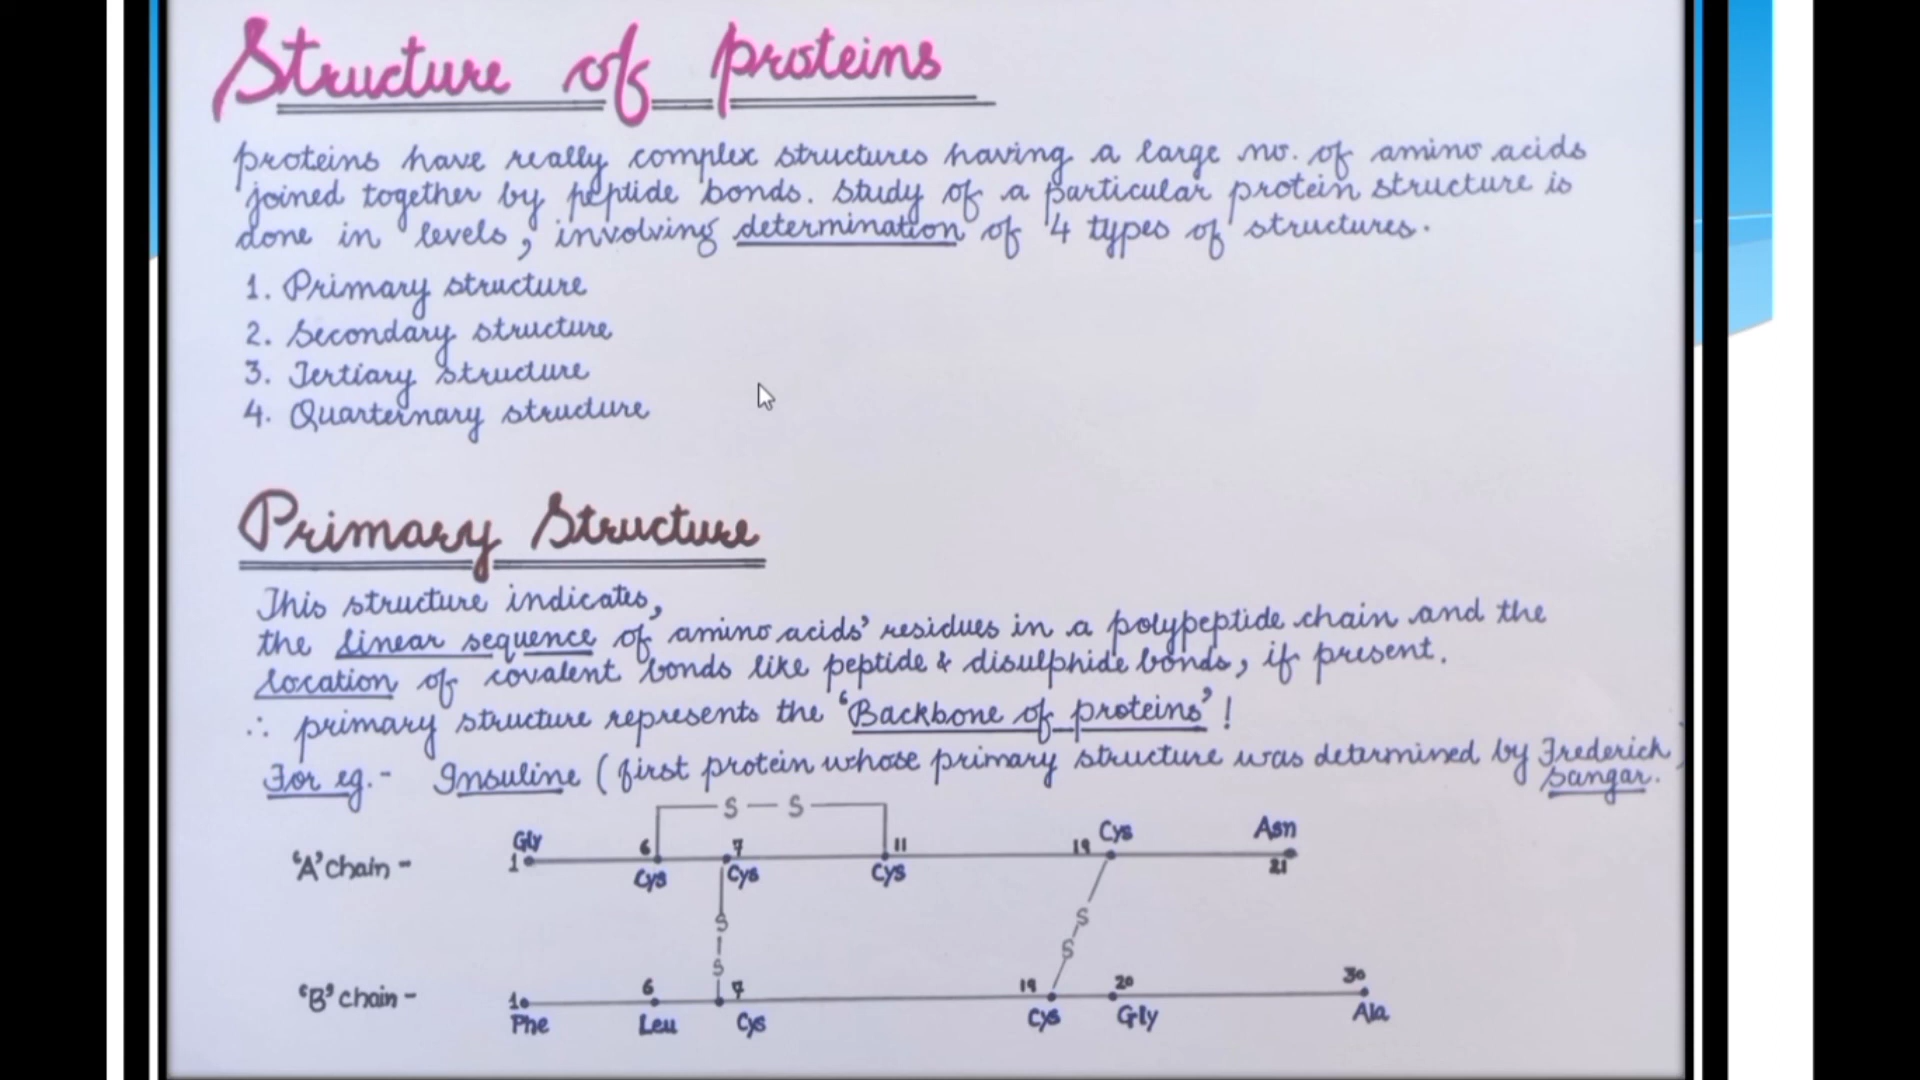 Structure of proteins
proteins have really complex structures having a large no. of amino acids
joined together by peptide bonds. Study of a particular protein structure is
done in levels, involving determination of 4 types of structures.
1. Primary structure
2. Secondary structure
3. Tertiary structure
4. Quarternary structure
Primary Structure
This structure indicates,
the linear sequence of amino acids' residues in a polypeptide chain and the
location of covalent bonds like peptide & disulphide bonds, if present.
∴ primary structure represents the 'Backbone of proteins'!
For eg.- Insuline (first protein whose primary structure was determined by Frederich
Sangar.)
S — S
Gly 6 7 11 19 Cys Asn
'A' chain - 1 Cys Cys Cys 21
S
S
S
S
6 7 19 20 30
'B' chain - 1
Phe Leu Cys Cys Gly Ala